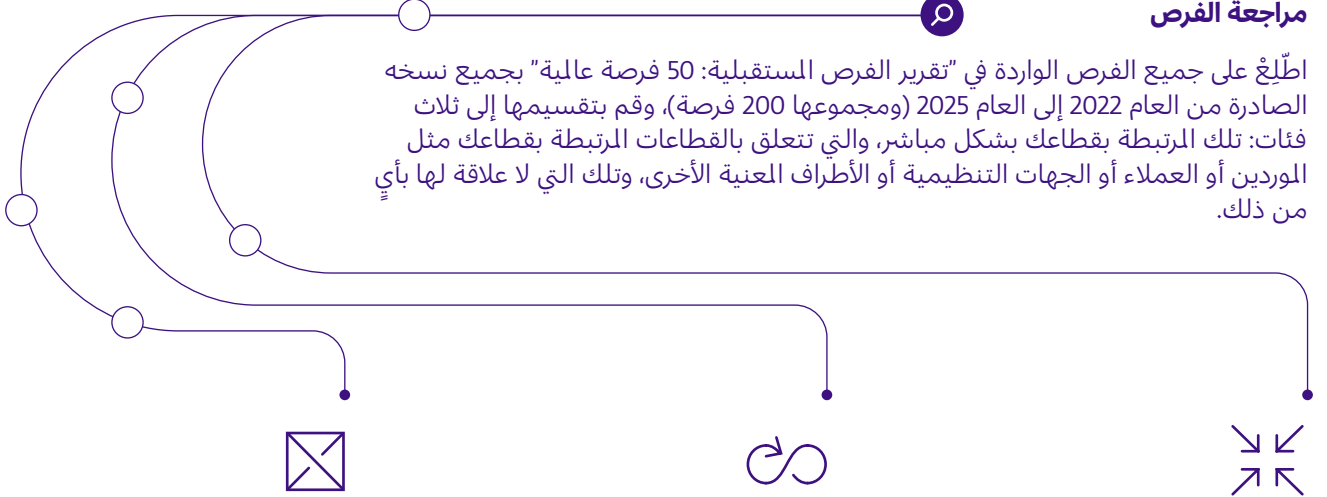 مراجعة الفرص
اطّلِعْ على جميع الفرص الواردة في "تقرير الفرص المستقبلية: 50 فرصة عالمية" بجميع نسخه
الصادرة من العام 2022 إلى العام 2025 (ومجموعها 200 فرصة)، وقم بتقسيمها إلى ثلاث
فئات: تلك المرتبطة بقطاعك بشكل مباشر، والتي تتعلق بالقطاعات المرتبطة بقطاعك مثل
الموردين أو العملاء أو الجهات التنظيمية أو الأطراف المعنية الأخرى، وتلك التي لا علاقة لها بأيٍ
من ذلك.